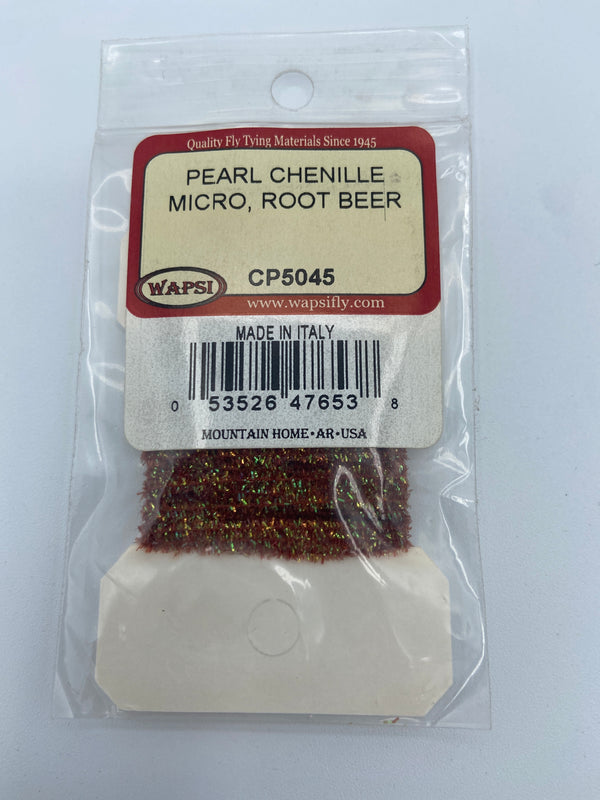 Quality Fly Tying Materials Since 1945
PEARL CHENILLE
MICRO, ROOT BEER
WAPSI
CP5045
www.wapsifly.com
MADE IN ITALY
0 53526 47653 8
MOUNTAIN HOME•AR•USA